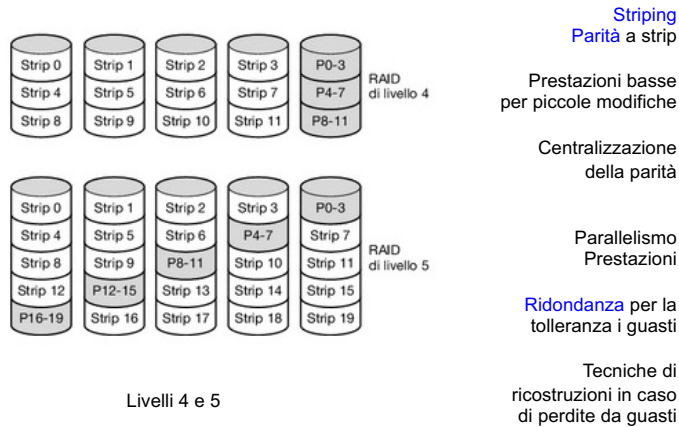 Strip 0 Strip 1 Strip 2 Strip 3 P0-3
Strip 4 Strip 5 Strip 6 Strip 7 P4-7
Strip 8 Strip 9 Strip 10 Strip 11 P8-11
RAID
di livello 4
Strip 0 Strip 1 Strip 2 Strip 3 P0-3
Strip 4 Strip 5 Strip 6 P4-7 Strip 7
Strip 8 Strip 9 P8-11 Strip 10 Strip 11
Strip 12 P12-15 Strip 13 Strip 14 Strip 15
P16-19 Strip 16 Strip 17 Strip 18 Strip 19
RAID
di livello 5
Livelli 4 e 5
Striping
Parità a strip
Prestazioni basse
per piccole modifiche
Centralizzazione
della parità
Parallelismo
Prestazioni
Ridondanza per la
tolleranza i guasti
Tecniche di
ricostruzioni in caso
di perdite da guasti